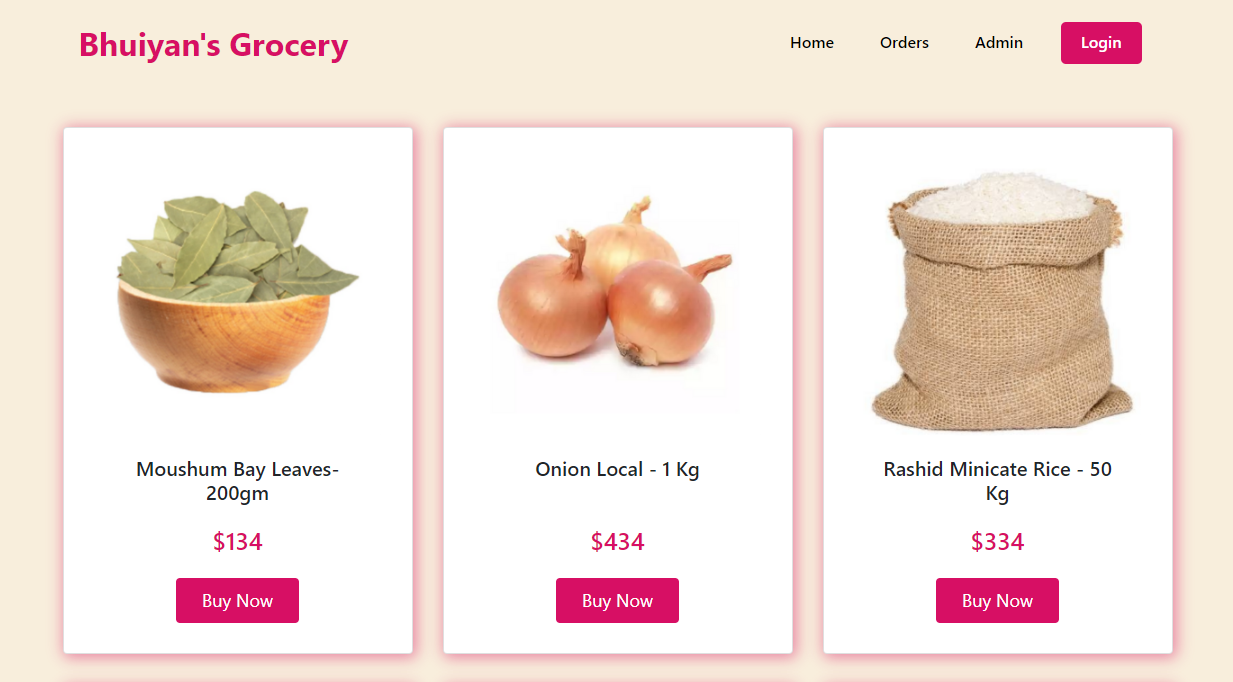 Bhuiyan's Grocery
Home
Orders
Admin
Login
Moushum Bay Leaves-
200gm
$134
Buy Now
Onion Local - 1 Kg
$434
Buy Now
Rashid Minicate Rice - 50
Kg
$334
Buy Now